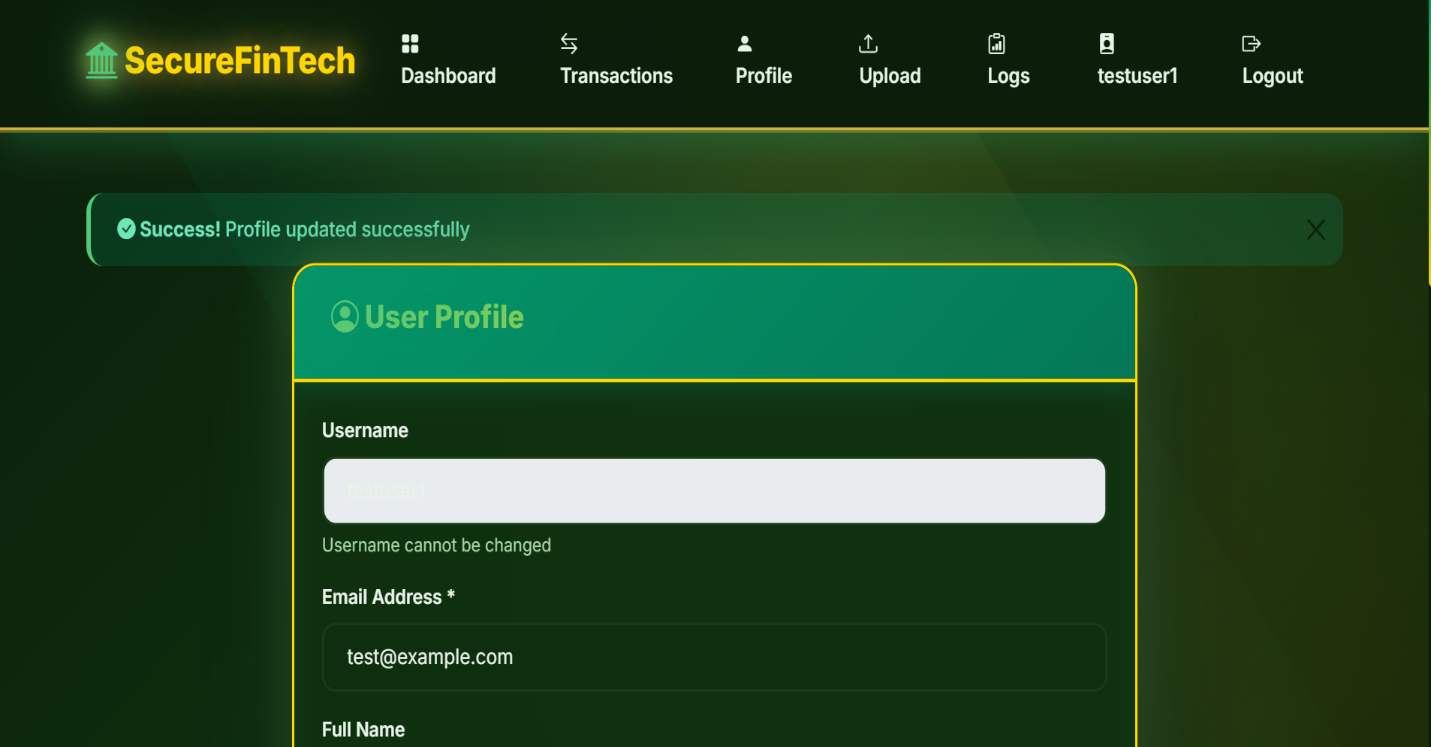 SecureFinTech
Dashboard Transactions Profile Upload Logs testuser1 Logout
Success! Profile updated successfully
User Profile
Username
testuser1
Username cannot be changed
Email Address *
test@example.com
Full Name